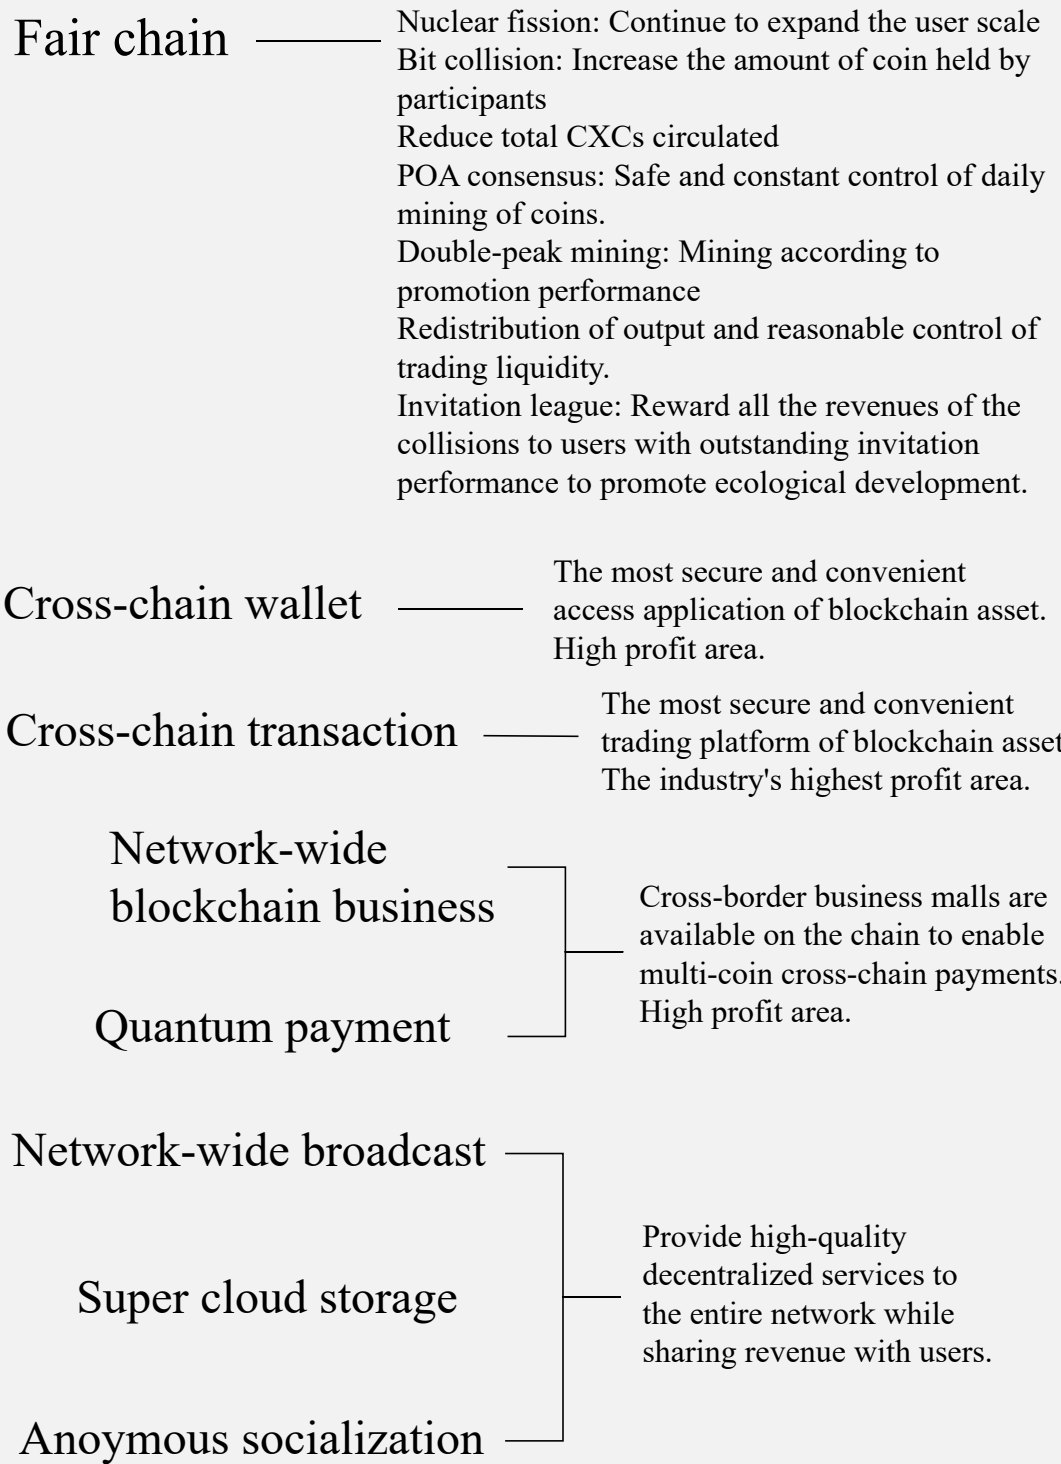 Fair chain
Nuclear fission: Continue to expand the user scale
Bit collision: Increase the amount of coin held by
participants
Reduce total CXCs circulated
POA consensus: Safe and constant control of daily
mining of coins.
Double-peak mining: Mining according to
promotion performance
Redistribution of output and reasonable control of
trading liquidity.
Invitation league: Reward all the revenues of the
collisions to users with outstanding invitation
performance to promote ecological development.
Cross-chain wallet
The most secure and convenient
access application of blockchain asset.
High profit area.
Cross-chain transaction
The most secure and convenient
trading platform of blockchain asset
The industry's highest profit area.
Network-wide
blockchain business
Quantum payment
Cross-border business malls are
available on the chain to enable
multi-coin cross-chain payments.
High profit area.
Network-wide broadcast
Super cloud storage
Anoymous socialization
Provide high-quality
decentralized services to
the entire network while
sharing revenue with users.